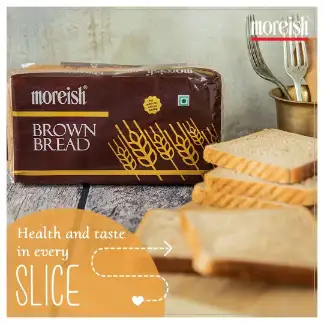 moreish
moreish
BROWN
BREAD
Health and taste
in every
SLICE